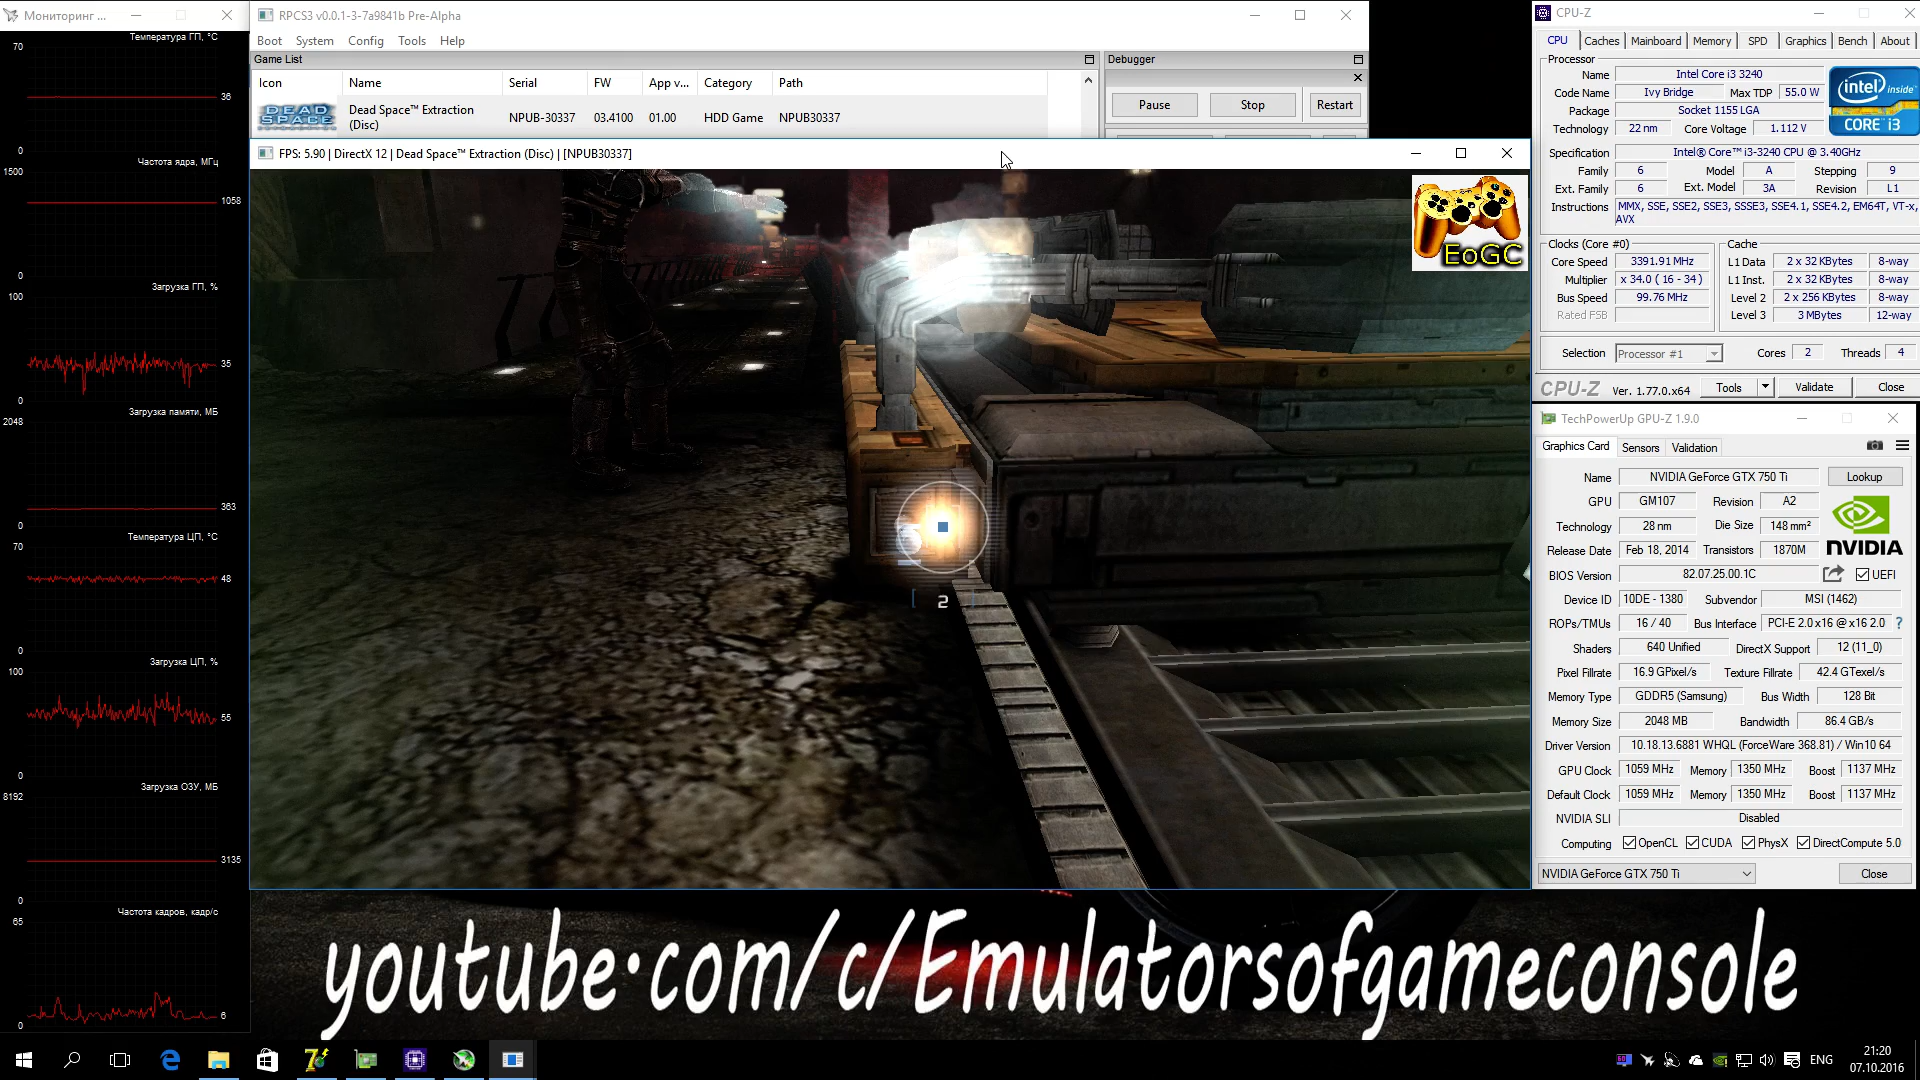 Мониторинг ...
Температура ГП, °C
70
36
0
Частота ядра, МГц
1500
1058
0
Загрузка ГП, %
100
35
0
Загрузка памяти, МБ
2048
363
0
Температура ЦП, °C
70
48
0
Загрузка ЦП, %
100
55
0
Загрузка ОЗУ, МБ
8192
3135
0
Частота кадров, кадр/с
65
6
0
RPCS3 v0.0.1-3-7a9841b Pre-Alpha
Boot System Config Tools Help
Game List
Icon Name Serial FW App v... Category Path
DEAD SPACE
Dead Space™ Extraction
(Disc)
NPUB-30337 03.4100 01.00 HDD Game NPUB30337
Debugger
Pause Stop Restart
FPS: 5.90 | DirectX 12 | Dead Space™ Extraction (Disc) | [NPUB30337]
EoGC
2
CPU-Z
CPU Caches Mainboard Memory SPD Graphics Bench About
Processor
Name Intel Core i3 3240
Code Name Ivy Bridge Max TDP 55.0 W
Package Socket 1155 LGA
Technology 22 nm Core Voltage 1.112 V
intel inside™
CORE i3
Specification Intel® Core™ i3-3240 CPU @ 3.40GHz
Family 6 Model A Stepping 9
Ext. Family 6 Ext. Model 3A Revision L1
Instructions MMX, SSE, SSE2, SSE3, SSSE3, SSE4.1, SSE4.2, EM64T, VT-x,
AVX
Clocks (Core #0) Cache
Core Speed 3391.91 MHz L1 Data 2 x 32 KBytes 8-way
Multiplier x 34.0 ( 16 - 34 ) L1 Inst. 2 x 32 KBytes 8-way
Bus Speed 99.76 MHz Level 2 2 x 256 KBytes 8-way
Rated FSB Level 3 3 MBytes 12-way
Selection Processor #1 Cores 2 Threads 4
CPU-Z Ver. 1.77.0.x64 Tools Validate Close
TechPowerUp GPU-Z 1.9.0
Graphics Card Sensors Validation
Name NVIDIA GeForce GTX 750 Ti Lookup
GPU GM107 Revision A2
Technology 28 nm Die Size 148 mm²
Release Date Feb 18, 2014 Transistors 1870M
NVIDIA
BIOS Version 82.07.25.00.1C UEFI
Device ID 10DE - 1380 Subvendor MSI (1462)
ROPs/TMUs 16 / 40 Bus Interface PCI-E 2.0 x16 @ x16 2.0 ?
Shaders 640 Unified DirectX Support 12 (11_0)
Pixel Fillrate 16.9 GPixel/s Texture Fillrate 42.4 GTexel/s
Memory Type GDDR5 (Samsung) Bus Width 128 Bit
Memory Size 2048 MB Bandwidth 86.4 GB/s
Driver Version 10.18.13.6881 WHQL (ForceWare 368.81) / Win10 64
GPU Clock 1059 MHz Memory 1350 MHz Boost 1137 MHz
Default Clock 1059 MHz Memory 1350 MHz Boost 1137 MHz
NVIDIA SLI Disabled
Computing OpenCL CUDA PhysX DirectCompute 5.0
NVIDIA GeForce GTX 750 Ti Close
youtube.com/c/Emulatorsofgameconsole
ENG
21:20
07.10.2016